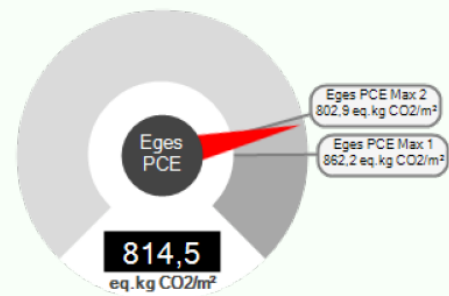 Eges PCE Max 2
802,9 eq.kg CO2/m²
Eges PCE Max 1
862,2 eq.kg CO2/m²
Eges
PCE
814,5
eq.kg CO2/m²